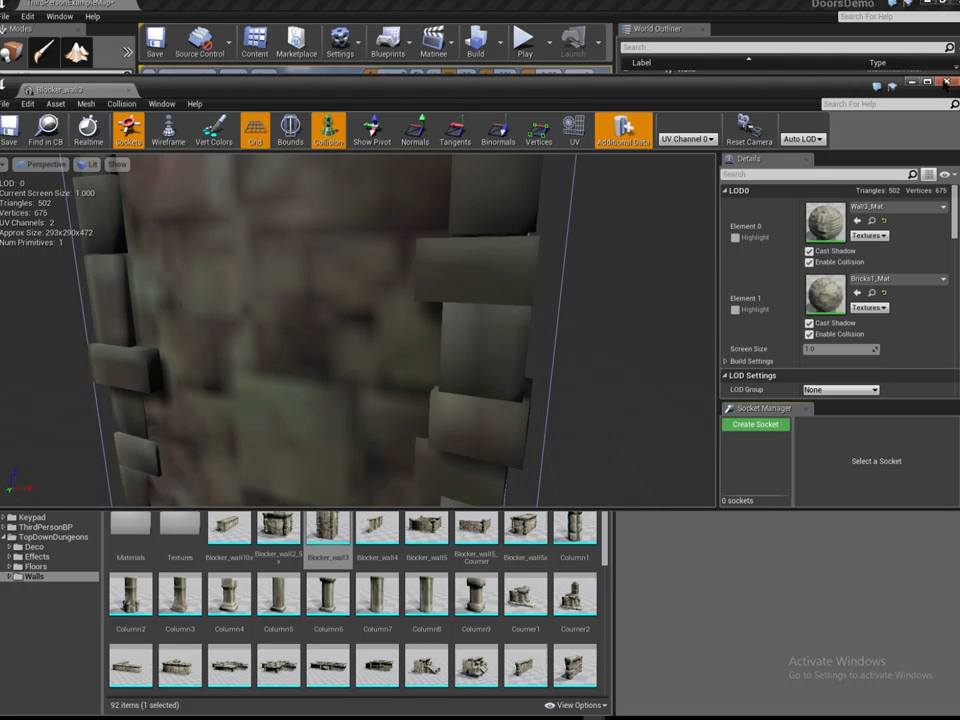 ThirdPersonExampleMap*
DoorsDemo
File Edit Window Help
Search For Help
Modes
Save Source Control Content Marketplace Settings Blueprints Matinee Build Play Launch
World Outliner
Search...
Label Type
Blocker_wall3
File Edit Asset Mesh Collision Window Help
Search For Help
Save Find in CB Realtime Sockets Wireframe Vert Colors Grid Bounds Collision Show Pivot Normals Tangents Binormals Vertices UV Additional Data UV Channel 0 Reset Camera Auto LOD
Perspective Lit Show
LOD: 0
Current Screen Size: 1.000
Triangles: 502
Vertices: 675
UV Channels: 2
Approx Size: 293x290x472
Num Primitives: 1
Details
Search
LOD0 Triangles: 502 Vertices: 675
Element 0
Highlight
Wall3_Mat
Textures
Cast Shadow
Enable Collision
Element 1
Highlight
Bricks1_Mat
Textures
Cast Shadow
Enable Collision
Screen Size 1.0
Build Settings
LOD Settings
LOD Group None
Socket Manager
Create Socket
Select a Socket
0 sockets
Keypad
ThirdPersonBP
TopDownDungeons
Deco
Effects
Floors
Walls
Materials Textures Blocker_wall10x Blocker_wall2_5x Blocker_wall3 Blocker_wall4 Blocker_wall5 Blocker_wall5_Courner Blocker_wall5x Column1
Column2 Column3 Column4 Column5 Column6 Column7 Column8 Column9 Courner1 Courner2
92 items (1 selected)
View Options
Activate Windows
Go to Settings to activate Windows.